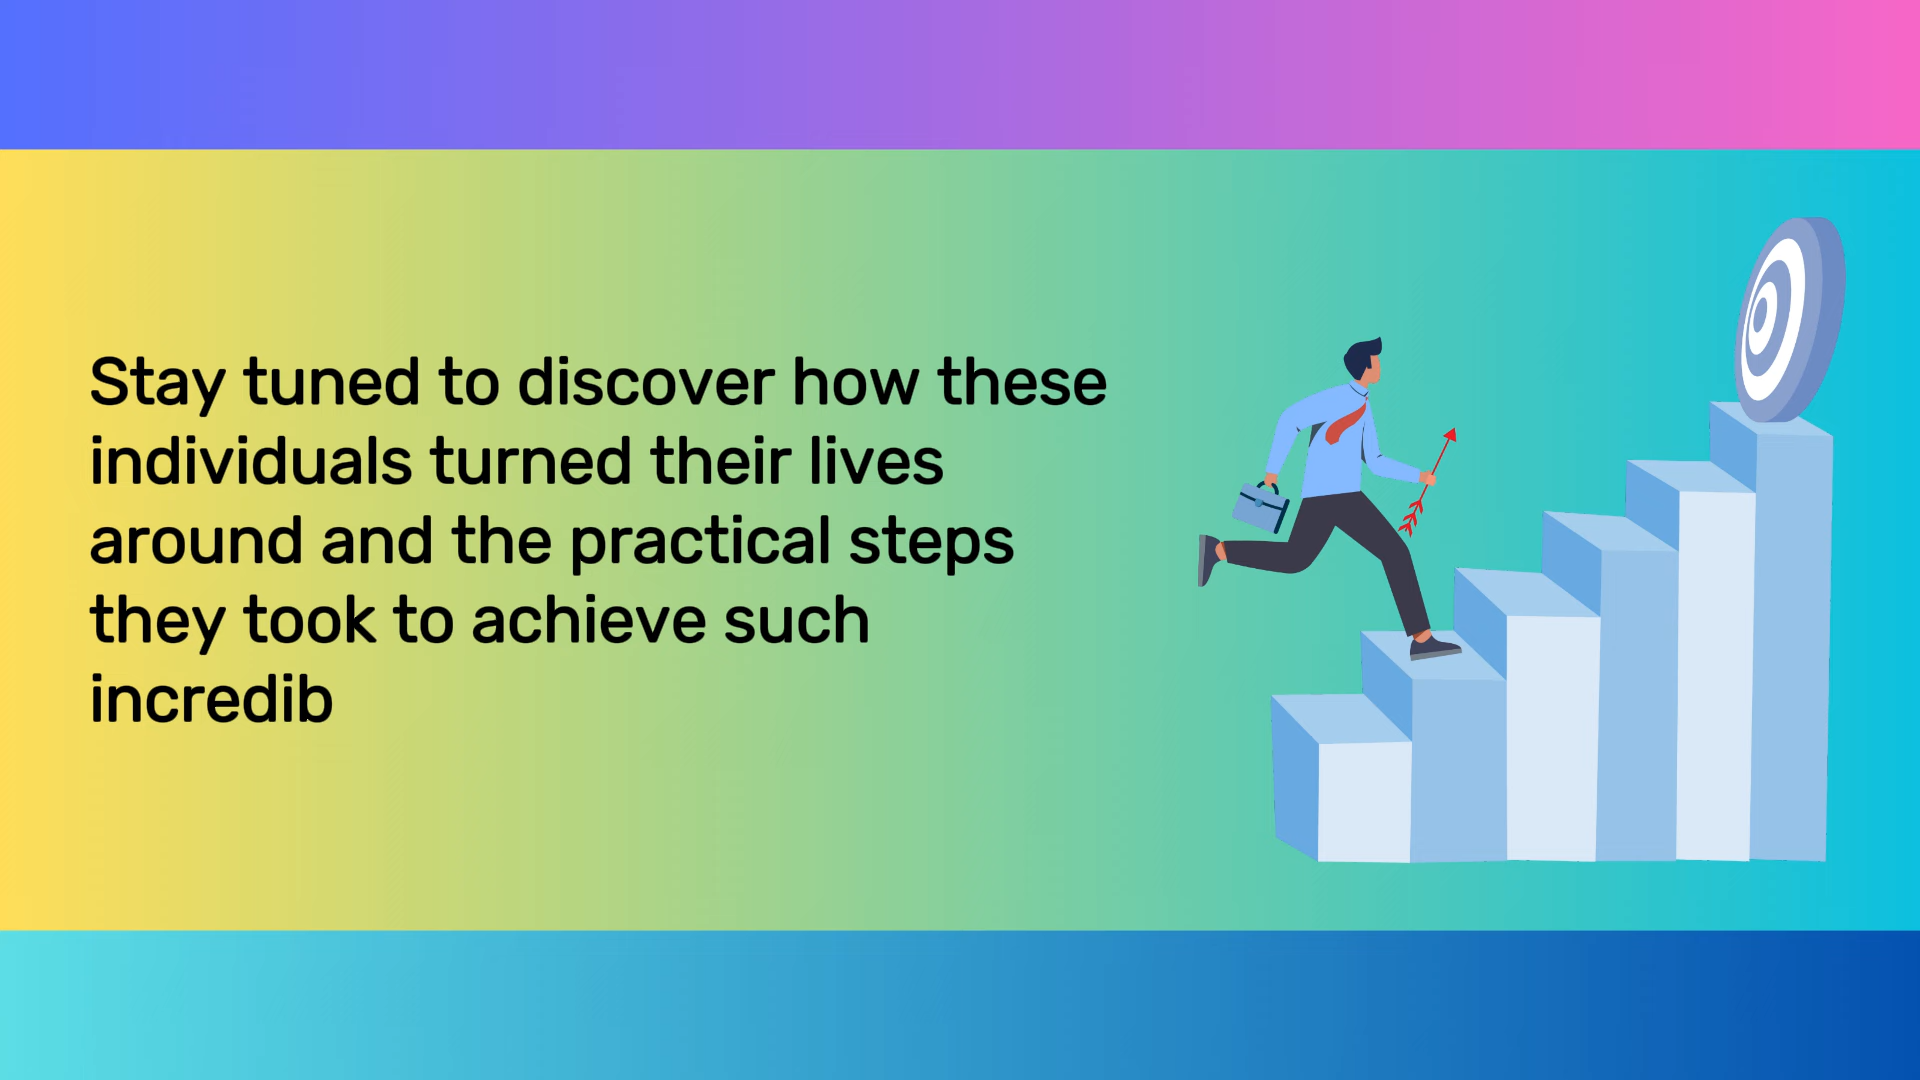 Stay tuned to discover how these
individuals turned their lives
around and the practical steps
they took to achieve such
incredib